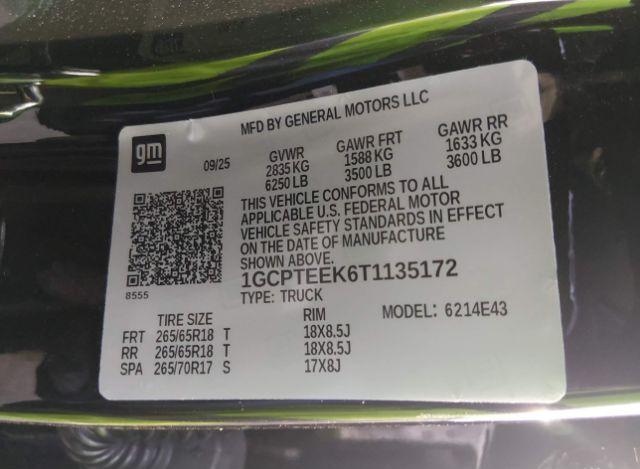 MFD BY GENERAL MOTORS LLC
gm
09/25
GVWR GAWR FRT GAWR RR
2835 KG 1588 KG 1633 KG
6250 LB 3500 LB 3600 LB
THIS VEHICLE CONFORMS TO ALL
APPLICABLE U.S. FEDERAL MOTOR
VEHICLE SAFETY STANDARDS IN EFFECT
ON THE DATE OF MANUFACTURE
SHOWN ABOVE.
8555
1GCPTEEK6T1135172
TYPE: TRUCK
MODEL: 6214E43
TIRE SIZE RIM
FRT 265/65R18 T 18X8.5J
RR 265/65R18 T 18X8.5J
SPA 265/70R17 S 17X8J